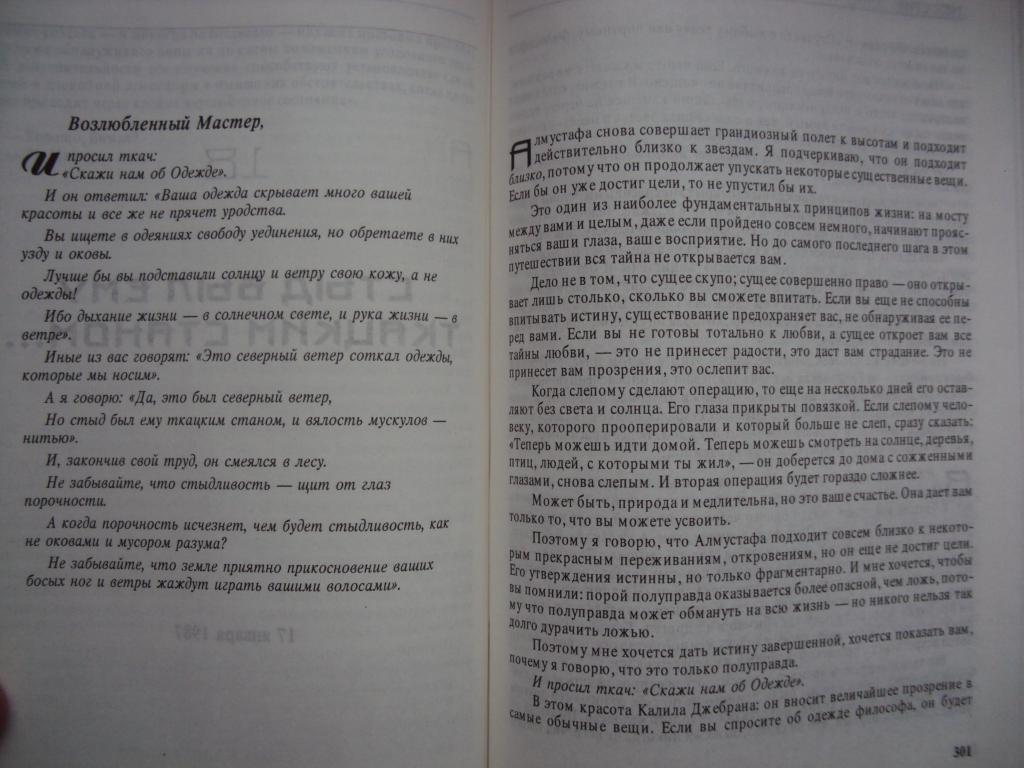 Возлюбленный Мастер,
И просил ткач:
«Скажи нам об Одежде».
И он ответил: «Ваша одежда скрывает много вашей
красоты и все же не прячет уродства.
Вы ищете в одеяниях свободу уединения, но обретаете в них
узду и оковы.
Лучше бы вы подставили солнцу и ветру свою кожу, а не
одежды!
Ибо дыхание жизни — в солнечном свете, и рука жизни — в
ветре».
Иные из вас говорят: «Это северный ветер соткал одежды,
которые мы носим».
А я говорю: «Да, это был северный ветер,
Но стыд был ему ткацким станом, и вялость мускулов —
нитью».
И, закончив свой труд, он смеялся в лесу.
Не забывайте, что стыдливость — щит от глаз
порочности.
А когда порочность исчезнет, чем будет стыдливость, как
не оковами и мусором разума?
Не забывайте, что земле приятно прикосновение ваших
босых ног и ветры жаждут играть вашими волосами».
Алмустафа снова совершает грандиозный полет к высотам и подходит
действительно близко к звездам. Я подчеркиваю, что он подходит
близко, потому что он продолжает упускать некоторые существенные вещи.
Если бы он уже достиг цели, то не упустил бы их.
Это один из наиболее фундаментальных принципов жизни: на мосту
между вами и целым, даже если пройдено совсем немного, начинают прояс-
няться ваши глаза, ваше восприятие. Но до самого последнего шага в этом
путешествии вся тайна не открывается вам.
Дело не в том, что сущее скупо; сущее совершенно право — оно откры-
вает лишь столько, сколько вы сможете впитать. Если вы еще не способны
впитывать истину, существование предохраняет вас, не обнаруживая ее пе-
ред вами. Если вы не готовы тотально к любви, а сущее откроет вам все
тайны любви, — это не принесет радости, это даст вам страдание. Это не
принесет вам прозрения, это ослепит вас.
Когда слепому сделают операцию, то еще на несколько дней его остав-
ляют без света и солнца. Его глаза прикрыты повязкой. Если слепому чело-
веку, которого прооперировали и который больше не слеп, сразу сказать:
«Теперь можешь идти домой. Теперь можешь смотреть на солнце, деревья,
птиц, людей, с которыми ты жил», — он доберется до дома с сожженными
глазами, снова слепым. И вторая операция будет гораздо сложнее.
Может быть, природа и медлительна, но это ваше счастье. Она дает вам
только то, что вы можете усвоить.
Поэтому я говорю, что Алмустафа подходит совсем близко к некото-
рым прекрасным переживаниям, откровениям, но он еще не достиг цели.
Его утверждения истинны, но только фрагментарно. И мне хочется, чтобы
вы помнили: порой полуправда оказывается более опасной, чем ложь, пото-
му что полуправда может обмануть на всю жизнь — но никого нельзя так
долго дурачить ложью.
Поэтому мне хочется дать истину завершенной, хочется показать вам,
почему я говорю, что это только полуправда.
И просил ткач: «Скажи нам об Одежде».
В этом красота Калила Джебрана: он вносит величайшее прозрение в
самые обычные вещи. Если вы спросите об одежде философа, он будет
301